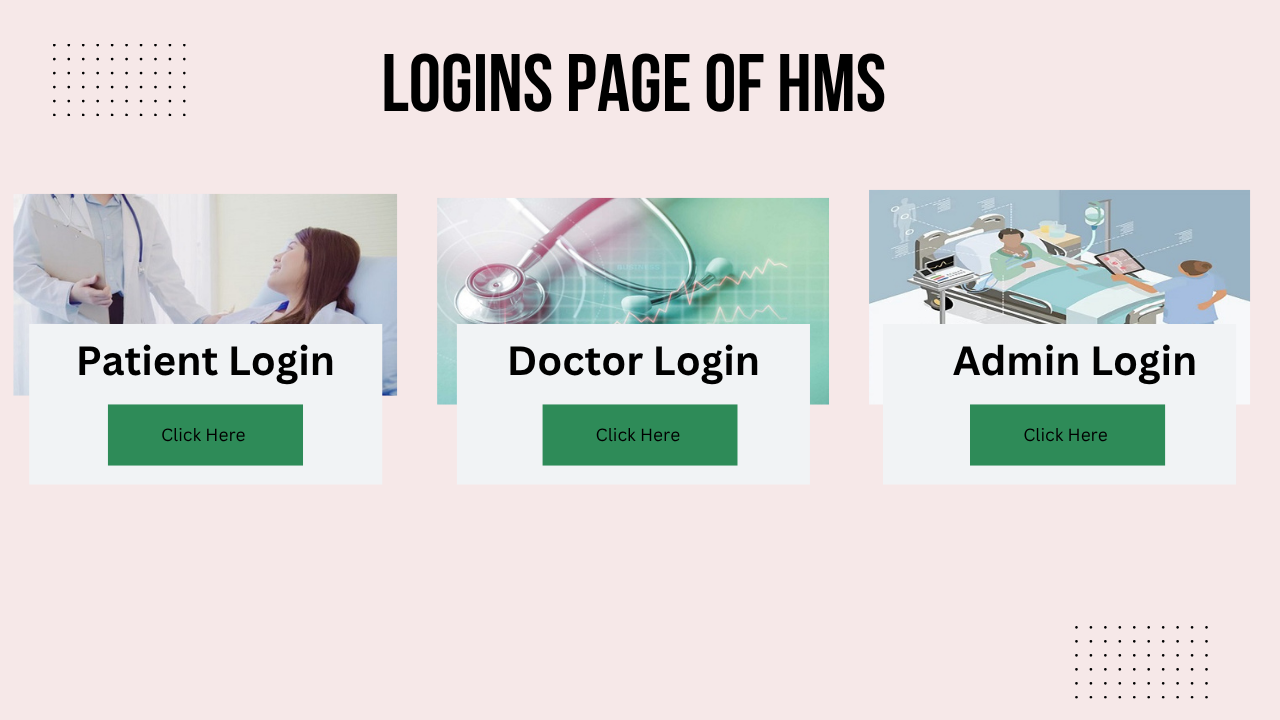 LOGINS PAGE OF HMS
Patient Login
Doctor Login
Admin Login
Click Here
Click Here
Click Here